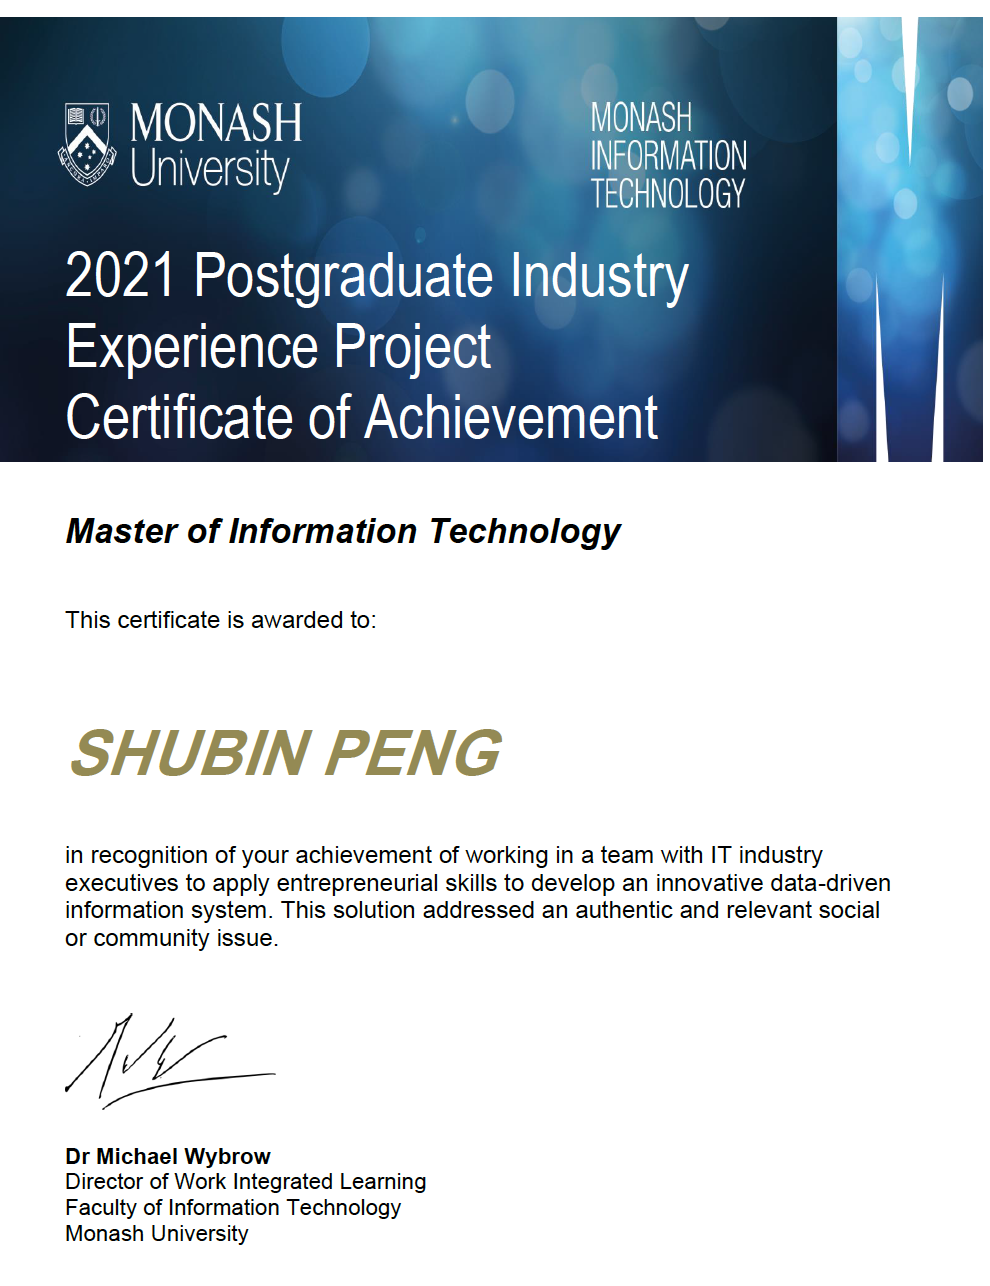 MONASH
University
MONASH
INFORMATION
TECHNOLOGY
2021 Postgraduate Industry
Experience Project
Certificate of Achievement
Master of Information Technology
This certificate is awarded to:
SHUBIN PENG
in recognition of your achievement of working in a team with IT industry
executives to apply entrepreneurial skills to develop an innovative data-driven
information system. This solution addressed an authentic and relevant social
or community issue.
Dr Michael Wybrow
Director of Work Integrated Learning
Faculty of Information Technology
Monash University